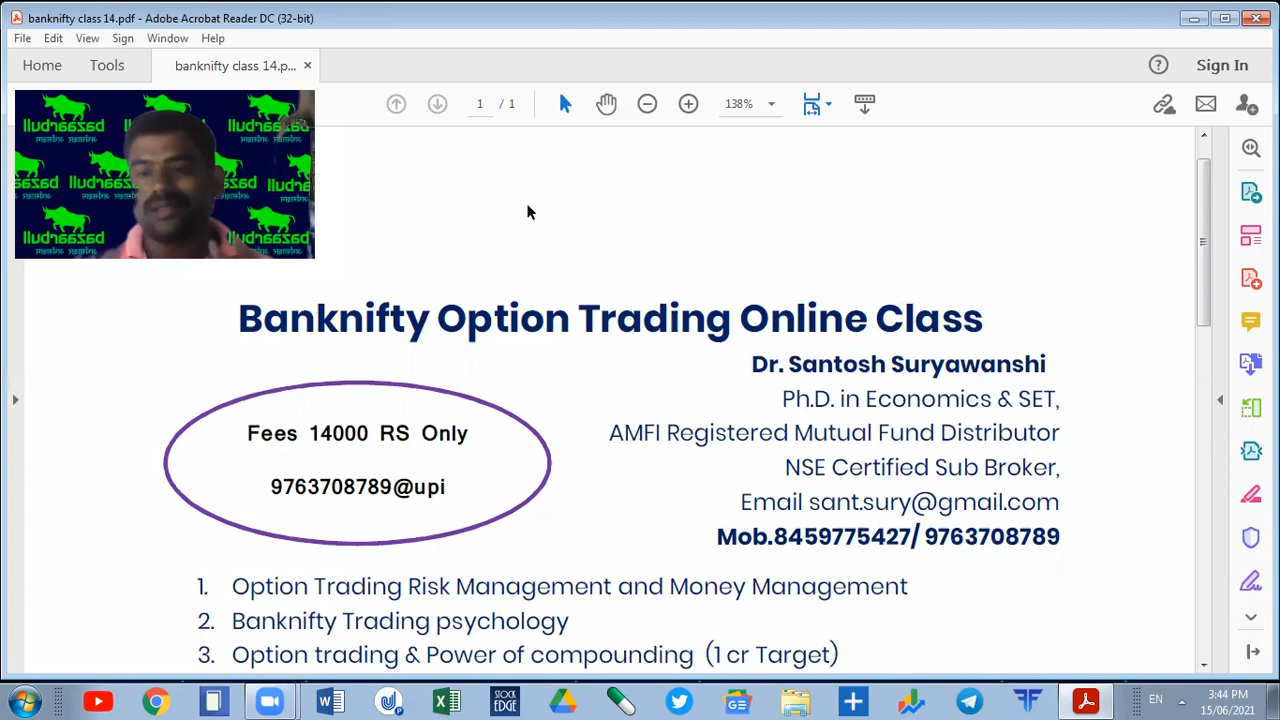 banknifty class 14.pdf - Adobe Acrobat Reader DC (32-bit)
File Edit View Sign Window Help
Home Tools banknifty class 14.p... × Sign In
1 / 1 138%
Banknifty Option Trading Online Class
Dr. Santosh Suryawanshi
Ph.D. in Economics & SET,
Fees 14000 RS Only
AMFI Registered Mutual Fund Distributor
NSE Certified Sub Broker,
9763708789@upi
Email sant.sury@gmail.com
Mob.8459775427/ 9763708789
1. Option Trading Risk Management and Money Management
2. Banknifty Trading psychology
3. Option trading & Power of compounding (1 cr Target)
STOCK
EDGE
EN 3:44 PM
15/06/2021